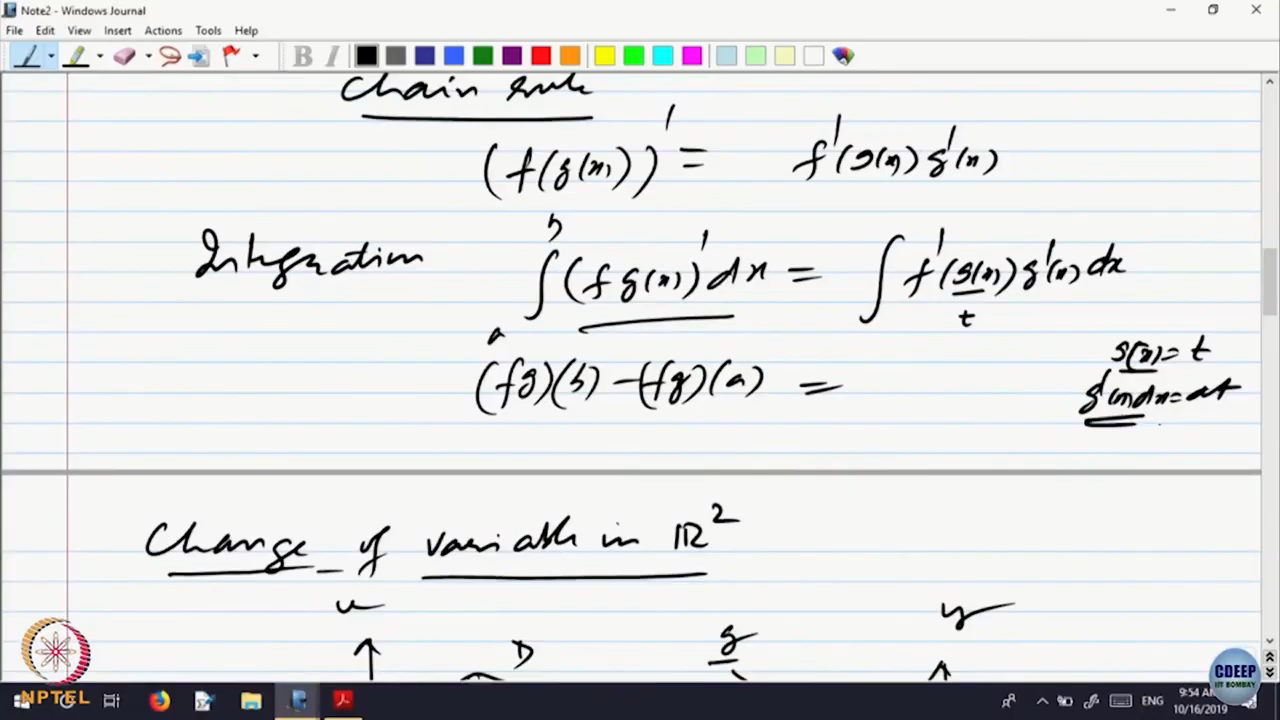 Note2 - Windows Journal
File Edit View Insert Actions Tools Help
B I
Chain rule
(f(g(x)))' = f'(g(x)) g'(x)
Integration ∫_a^b (f g(x))' dx = ∫ f'(g(x)) g'(x) dx
t
g(x) = t
(fg)(b) - (fg)(a) =
g'(x)dx = dt
Change of variable in ℝ²
u
y
D
g
NPTEL
CDEEP
IIT BOMBAY
ENG
9:54 AM
10/16/2019